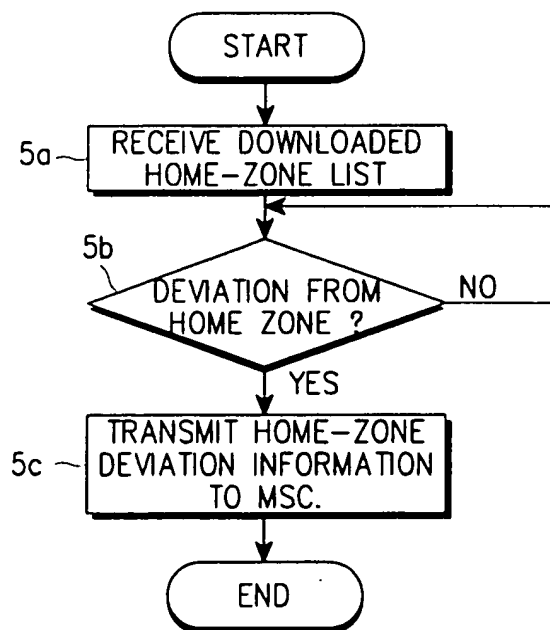 START
5a
RECEIVE DOWNLOADED
HOME-ZONE LIST
5b
DEVIATION FROM
HOME ZONE ?
NO
YES
5c
TRANSMIT HOME-ZONE
DEVIATION INFORMATION
TO MSC.
END